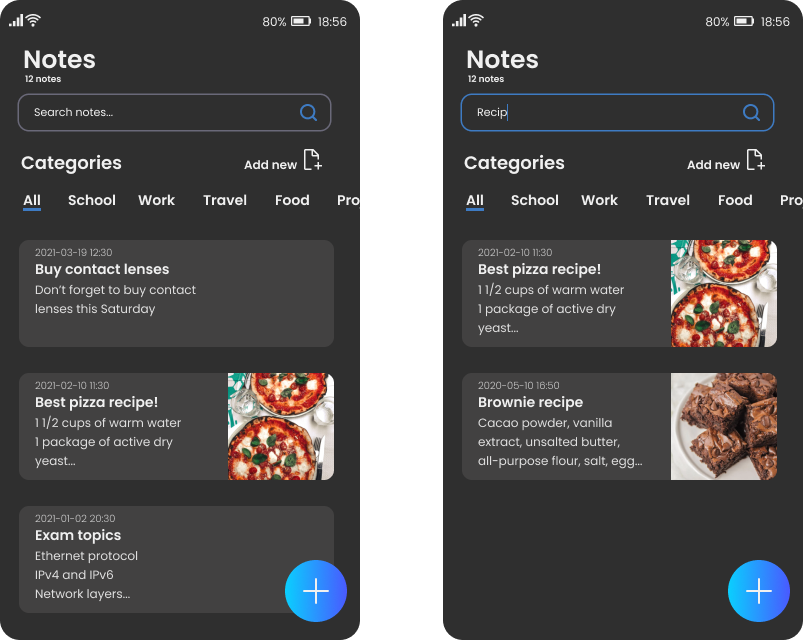 80% 18:56
Notes
12 notes
Search notes...
Categories
Add new
All School Work Travel Food Pro
2021-03-19 12:30
Buy contact lenses
Don't forget to buy contact
lenses this Saturday
2021-02-10 11:30
Best pizza recipe!
1 1/2 cups of warm water
1 package of active dry
yeast...
2021-01-02 20:30
Exam topics
Ethernet protocol
IPv4 and IPv6
Network layers...
80% 18:56
Notes
12 notes
Recip
Categories
Add new
All School Work Travel Food Pro
2021-02-10 11:30
Best pizza recipe!
1 1/2 cups of warm water
1 package of active dry
yeast...
2020-05-10 16:50
Brownie recipe
Cacao powder, vanilla
extract, unsalted butter,
all-purpose flour, salt, egg...